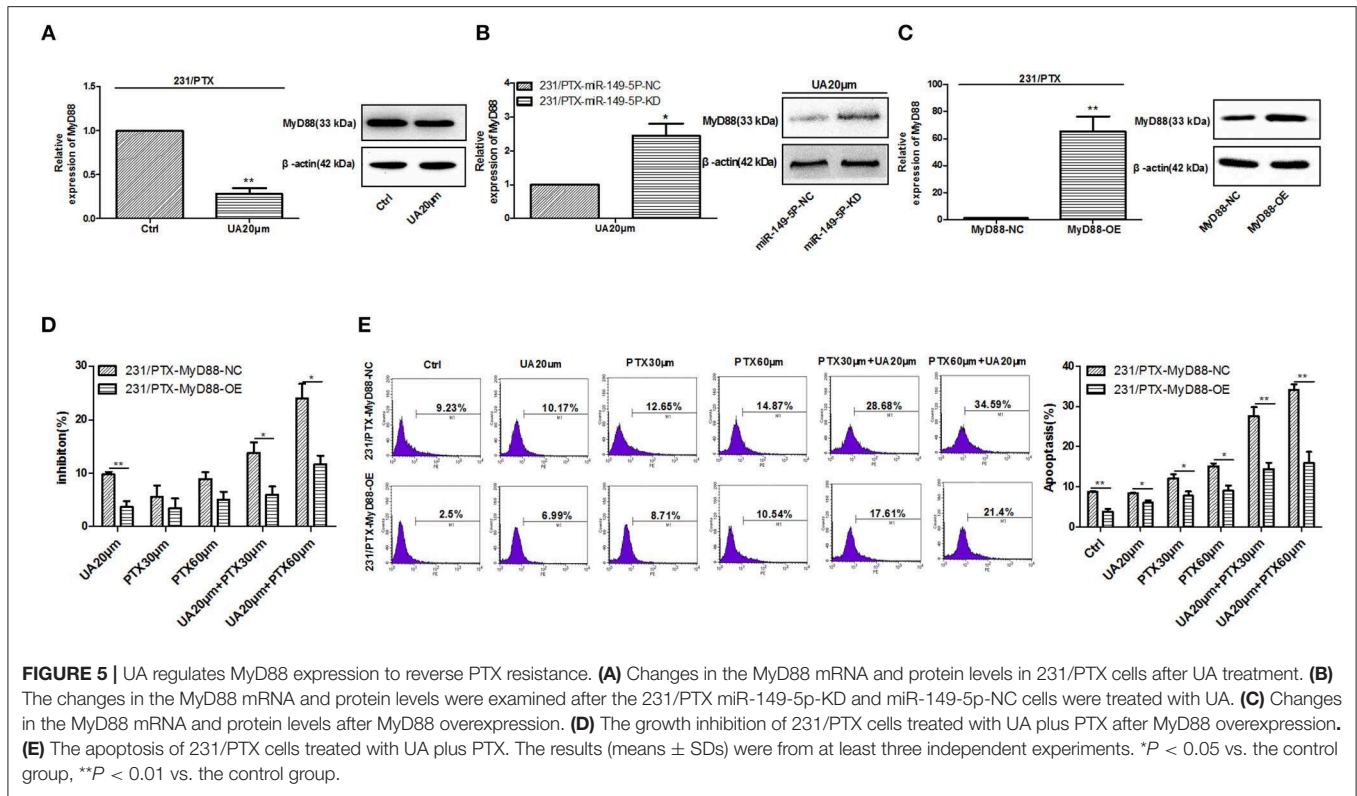 A
231/PTX
Relative
expression of MyD88
1.5
1.0
0.5
0.0
**
Ctrl
UA20μm
MyD88(33 kDa)
β -actin(42 kDa)
Ctrl
UA20μm
B
231/PTX-miR-149-5P-NC
231/PTX-miR-149-5P-KD
Relative
expression of MyD88
4
3
2
1
0
*
UA20μm
UA20μm
MyD88(33 kDa)
β -actin(42 kDa)
miR-149-5P-NC
miR-149-5P-KD
C
231/PTX
Relative
expression of MyD88
100
80
60
40
20
0
**
MyD88-NC
MyD88-OE
MyD88(33 kDa)
β -actin(42 kDa)
MyD88-NC
MyD88-OE
D
231/PTX-MyD88-NC
231/PTX-MyD88-OE
inhibiton(%)
30
20
10
0
**
*
*
UA20μm
PTX30μm
PTX60μm
UA20μm+PTX30μm
UA20μm+PTX60μm
E
Ctrl
UA20μm
PTX30μm
PTX60μm
PTX30μm+UA20μm
PTX60μm+UA20μm
231/PTX-MyD88-NC
9.23%
10.17%
12.65%
14.87%
28.68%
34.59%
231/PTX-MyD88-OE
2.5%
6.99%
8.71%
10.54%
17.61%
21.4%
231/PTX-MyD88-NC
231/PTX-MyD88-OE
Apooptasis(%)
40
30
20
10
0
**
*
*
*
**
**
Ctrl
UA20μm
PTX30μm
PTX60μm
UA20μm+PTX30μm
UA20μm+PTX60μm
FIGURE 5 | UA regulates MyD88 expression to reverse PTX resistance. (A) Changes in the MyD88 mRNA and protein levels in 231/PTX cells after UA treatment. (B)
The changes in the MyD88 mRNA and protein levels were examined after the 231/PTX miR-149-5p-KD and miR-149-5p-NC cells were treated with UA. (C) Changes
in the MyD88 mRNA and protein levels after MyD88 overexpression. (D) The growth inhibition of 231/PTX cells treated with UA plus PTX after MyD88 overexpression.
(E) The apoptosis of 231/PTX cells treated with UA plus PTX. The results (means ± SDs) were from at least three independent experiments. *P < 0.05 vs. the control
group, **P < 0.01 vs. the control group.